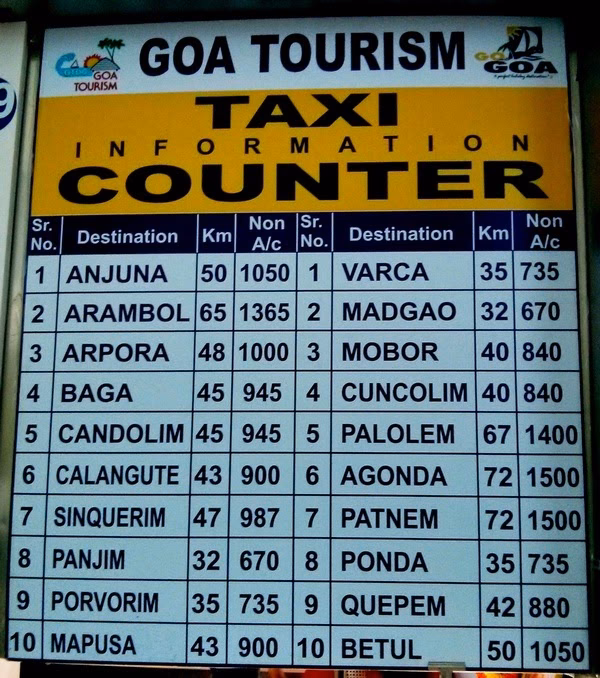 GOA TOURISM
GOA
TOURISM
GO
GOA
TAXI
INFORMATION
COUNTER
Sr. No. Destination Km Non A/c Sr. No. Destination Km Non A/c
1 ANJUNA 50 1050 1 VARCA 35 735
2 ARAMBOL 65 1365 2 MADGAO 32 670
3 ARPORA 48 1000 3 MOBOR 40 840
4 BAGA 45 945 4 CUNCOLIM 40 840
5 CANDOLIM 45 945 5 PALOLEM 67 1400
6 CALANGUTE 43 900 6 AGONDA 72 1500
7 SINQUERIM 47 987 7 PATNEM 72 1500
8 PANJIM 32 670 8 PONDA 35 735
9 PORVORIM 35 735 9 QUEPEM 42 880
10 MAPUSA 43 900 10 BETUL 50 1050